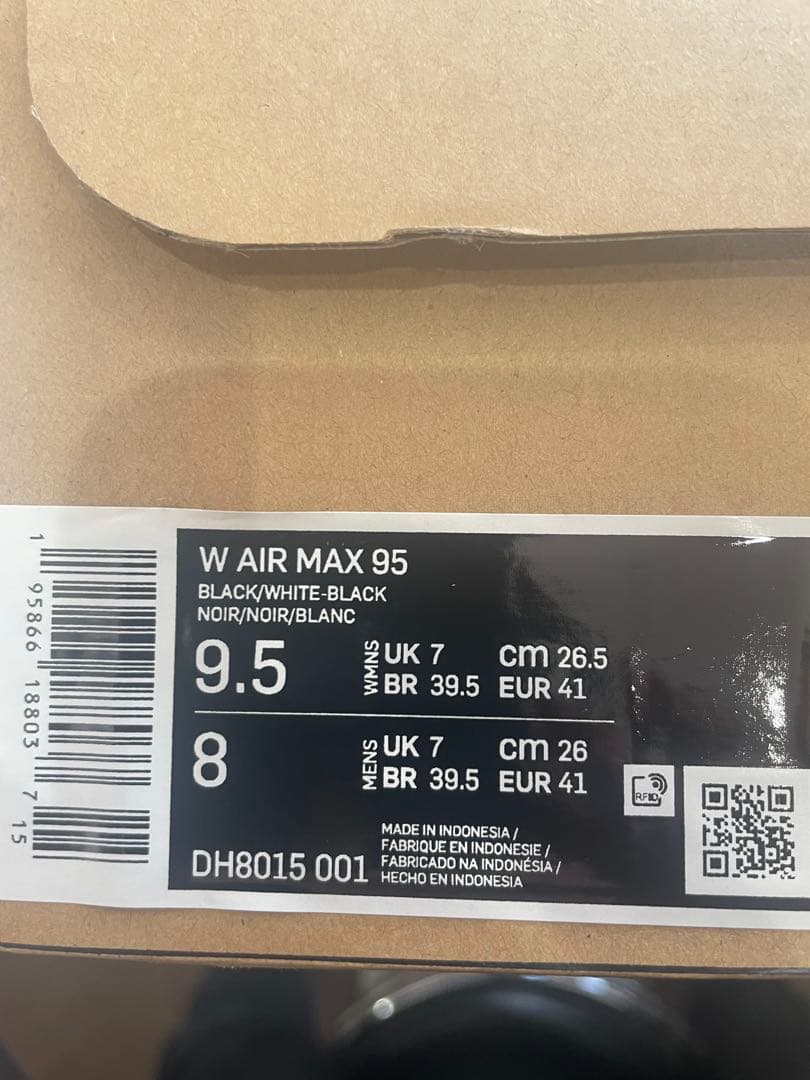 W AIR MAX 95
BLACK/WHITE-BLACK
NOIR/NOIR/BLANC
9.5 WMNS UK 7 cm 26.5
BR 39.5 EUR 41
8 MENS UK 7 cm 26
BR 39.5 EUR 41
RFID
DH8015 001
MADE IN INDONESIA /
FABRIQUE EN INDONESIE /
FABRICADO NA INDONÉSIA /
HECHO EN INDONESIA
1 95866 18803 7 15